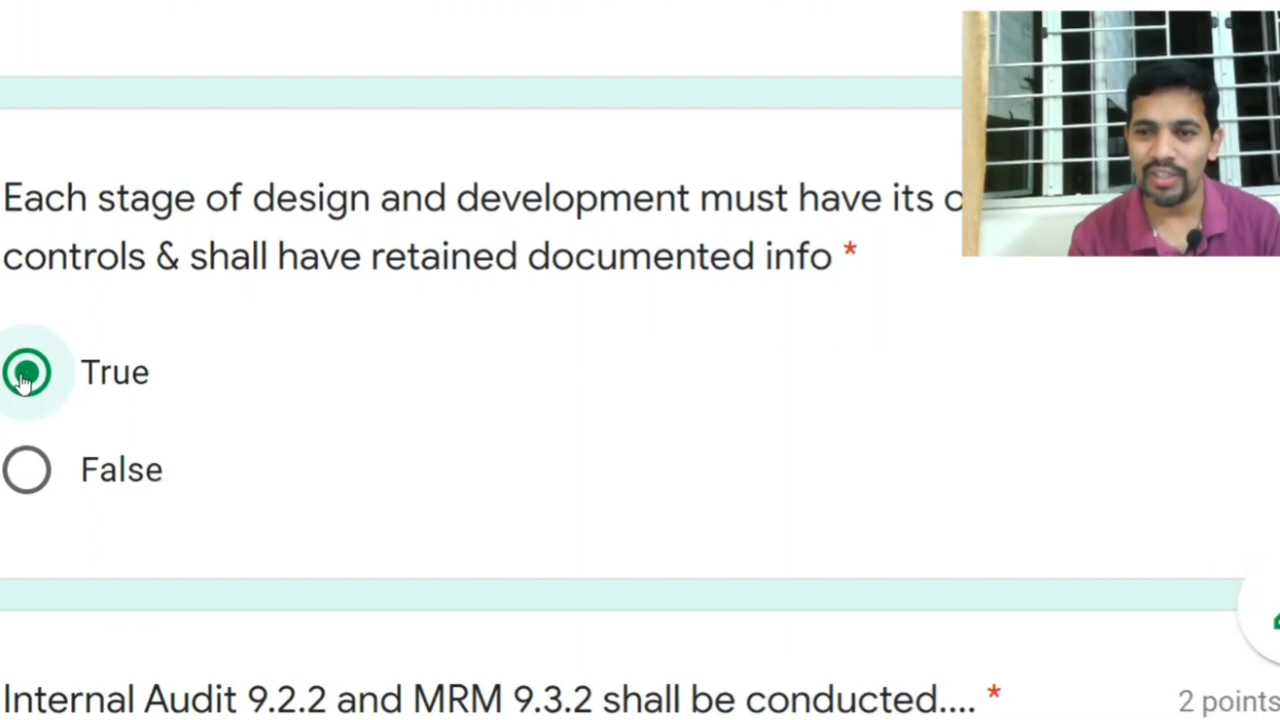 Each stage of design and development must have its
controls & shall have retained documented info *
True
False
Internal Audit 9.2.2 and MRM 9.3.2 shall be conducted.... *
2 points